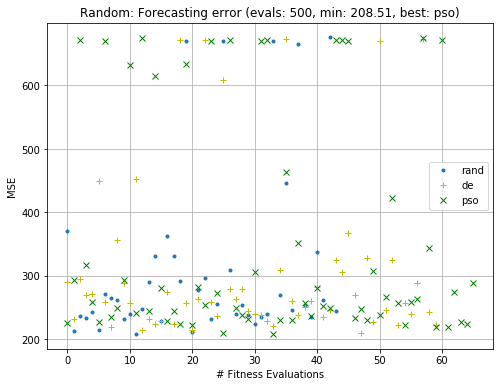 Random: Forecasting error (evals: 500, min: 208.51, best: pso)
600
500
400
300
200
MSE
rand
de
pso
0 10 20 30 40 50 60
# Fitness Evaluations